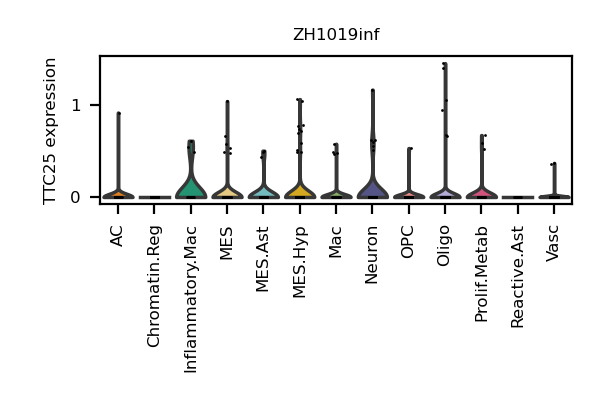 ZH1019inf
TTC25 expression
1
0
AC
Chromatin.Reg
Inflammatory.Mac
MES
MES.Ast
MES.Hyp
Mac
Neuron
OPC
Oligo
Prolif.Metab
Reactive.Ast
Vasc